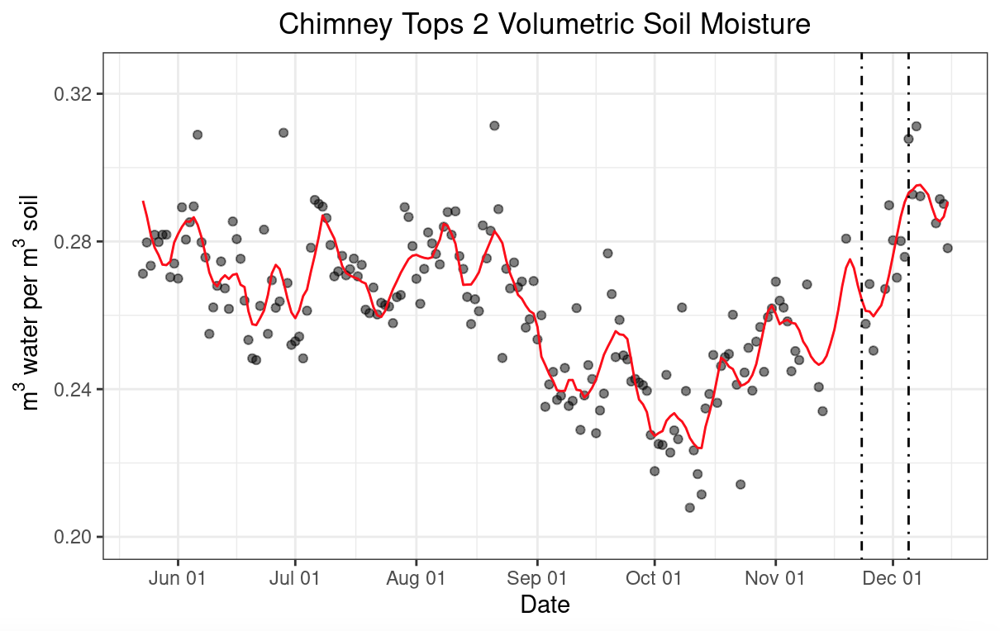 Chimney Tops 2 Volumetric Soil Moisture
m³ water per m³ soil
0.32
0.28
0.24
0.20
Jun 01 Jul 01 Aug 01 Sep 01 Oct 01 Nov 01 Dec 01
Date